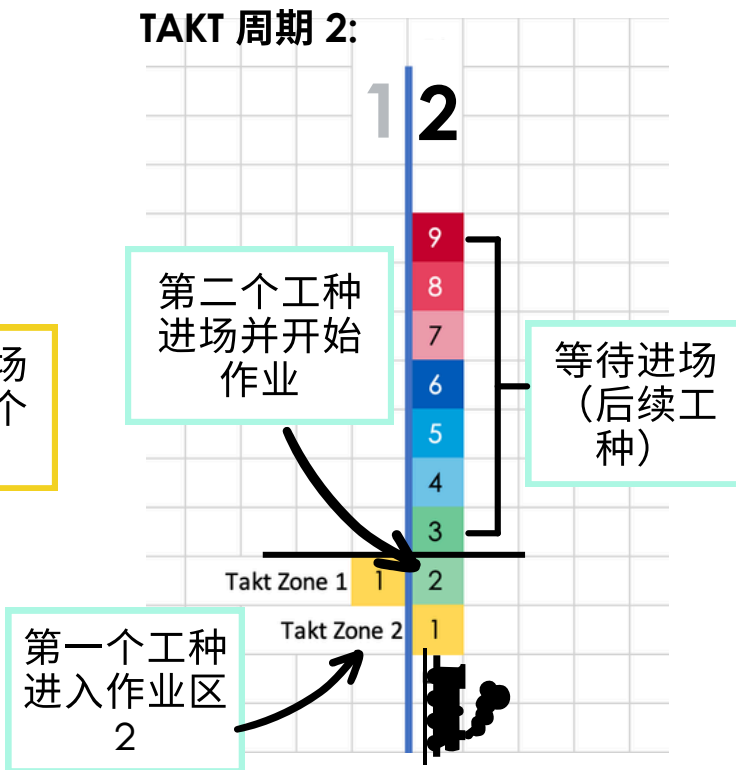 TAKT 周期 2:
1 2
9
8
7
6
5
4
3
Takt Zone 1 1 2
Takt Zone 2 1
第二个工种
进场并开始
作业
等待进场
（后续工
种）
场
个
第一个工种
进入作业区
2